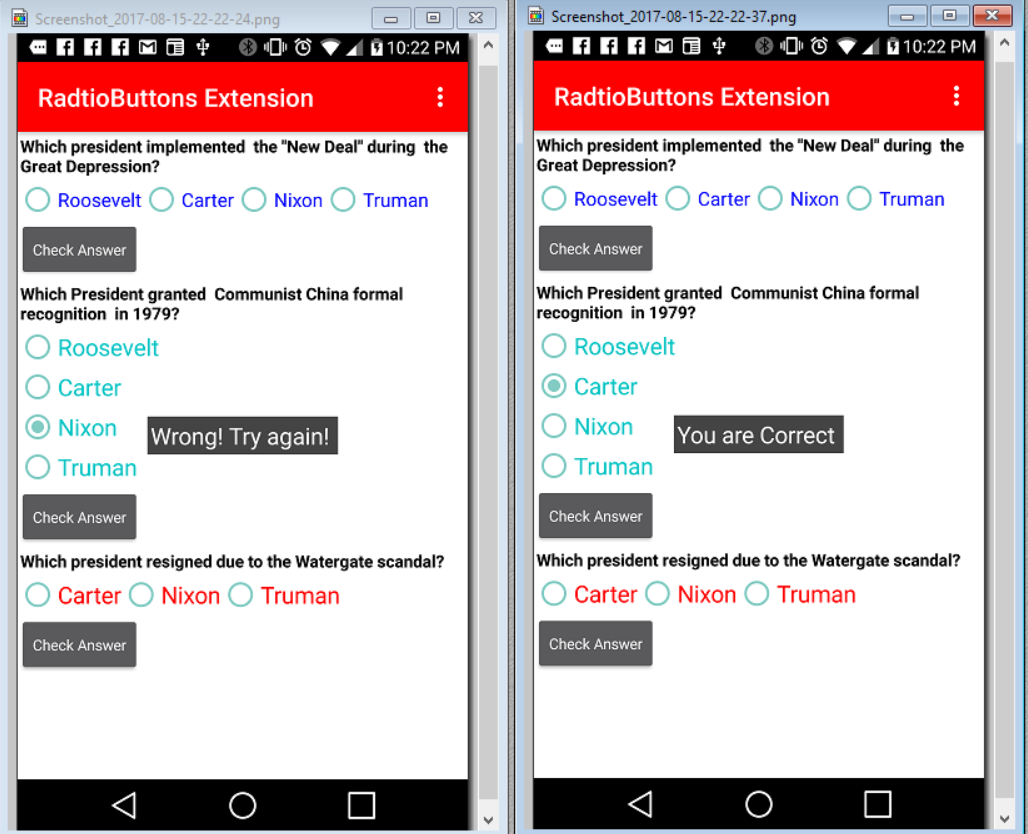 Screenshot_2017-08-15-22-22-24.png
10:22 PM
RadtioButtons Extension
Which president implemented the "New Deal" during the
Great Depression?
Roosevelt Carter Nixon Truman
Check Answer
Which President granted Communist China formal
recognition in 1979?
Roosevelt
Carter
Nixon
Wrong! Try again!
Truman
Check Answer
Which president resigned due to the Watergate scandal?
Carter Nixon Truman
Check Answer
Screenshot_2017-08-15-22-22-37.png
10:22 PM
RadtioButtons Extension
Which president implemented the "New Deal" during the
Great Depression?
Roosevelt Carter Nixon Truman
Check Answer
Which President granted Communist China formal
recognition in 1979?
Roosevelt
Carter
Nixon
You are Correct
Truman
Check Answer
Which president resigned due to the Watergate scandal?
Carter Nixon Truman
Check Answer